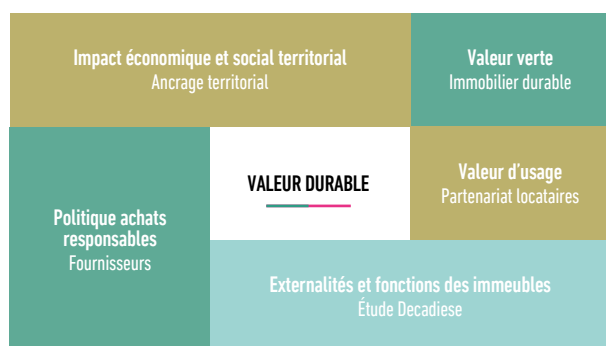 Impact économique et social territorial
Ancrage territorial
Valeur verte
Immobilier durable
VALEUR DURABLE
Valeur d'usage
Partenariat locataires
Politique achats
responsables
Fournisseurs
Externalités et fonctions des immeubles
Étude Decadiese